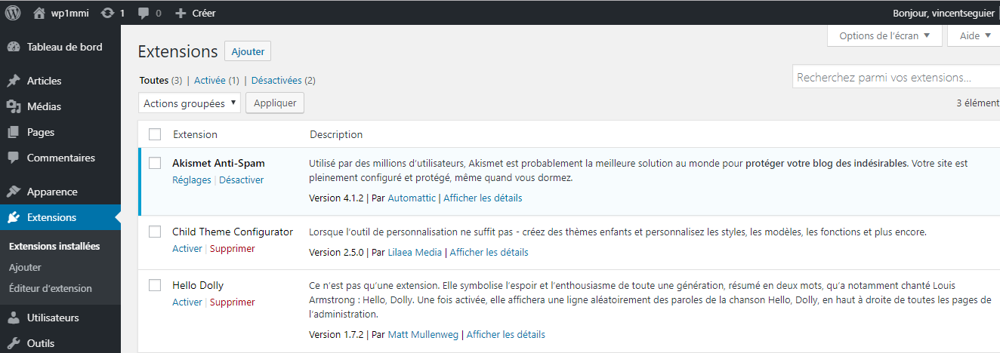 wp1mmi 1 0 Créer Bonjour, vincentseguier
Tableau de bord
Articles
Médias
Pages
Commentaires
Apparence
Extensions
Extensions installées
Ajouter
Éditeur d'extension
Utilisateurs
Outils
Options de l'écran ▼ Aide ▼
Extensions Ajouter
Toutes (3) | Activée (1) | Désactivées (2)
Recherchez parmi vos extensions...
Actions groupées ▼ Appliquer
3 élément
Extension Description
Akismet Anti-Spam
Réglages | Désactiver
Utilisé par des millions d'utilisateurs, Akismet est probablement la meilleure solution au monde pour protéger votre blog des indésirables. Votre site est
pleinement configuré et protégé, même quand vous dormez.
Version 4.1.2 | Par Automattic | Afficher les détails
Child Theme Configurator
Activer | Supprimer
Lorsque l'outil de personnalisation ne suffit pas - créez des thèmes enfants et personnalisez les styles, les modèles, les fonctions et plus encore.
Version 2.5.0 | Par Lilaea Media | Afficher les détails
Hello Dolly
Activer | Supprimer
Ce n'est pas qu'une extension. Elle symbolise l'espoir et l'enthousiasme de toute une génération, résumé en deux mots, qu'a notamment chanté Louis
Armstrong : Hello, Dolly. Une fois activée, elle affichera une ligne aléatoirement des paroles de la chanson Hello, Dolly, en haut à droite de toutes les pages de
l'administration.
Version 1.7.2 | Par Matt Mullenweg | Afficher les détails